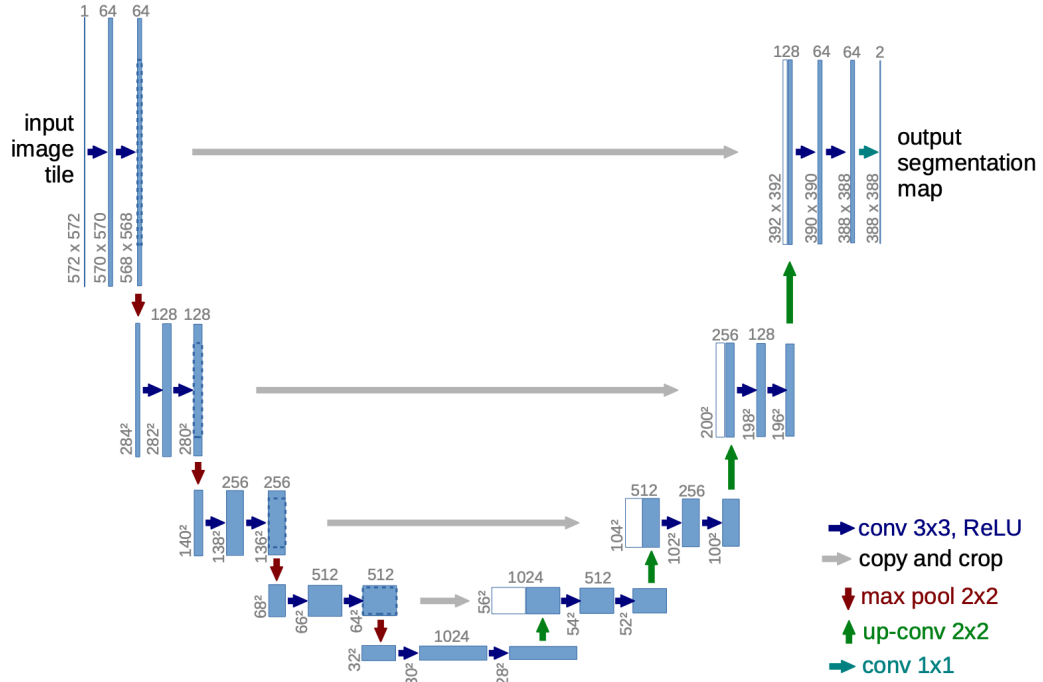 1 64 64
128 64 64 2
input
image
tile
output
segmentation
map
572 x 572
570 x 570
568 x 568
392 x 392
390 x 390
388 x 388
388 x 388
128 128
256 128
284²
282²
280²
200²
198²
196²
256 256
512 256
140²
138²
136²
104²
102²
100²
512 512
1024 512
68²
66²
64²
56²
54²
52²
1024
32²
30²
28²
conv 3x3, ReLU
copy and crop
max pool 2x2
up-conv 2x2
conv 1x1